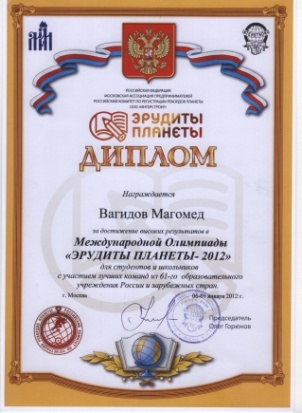 РОССИЙСКАЯ ФЕДЕРАЦИЯ
МОСКОВСКАЯ АССОЦИАЦИЯ ПРЕДПРИНИМАТЕЛЕЙ
РОССИЙСКИЙ КОМИТЕТ ПО РЕГИСТРАЦИИ РЕКОРДОВ ПЛАНЕТЫ
ЭРУДИТЫ
ПЛАНЕТЫ
ДИПЛОМ
Награждается
Вагидов Магомед
за достижение высоких результатов в
Международной Олимпиады
«ЭРУДИТЫ ПЛАНЕТЫ- 2012»
для студентов и школьников
с участием лучших команд из 61-го образовательного
учреждения России и зарубежных стран.
г. Москва
января 2012 г.
Председатель
Олег Горюнов